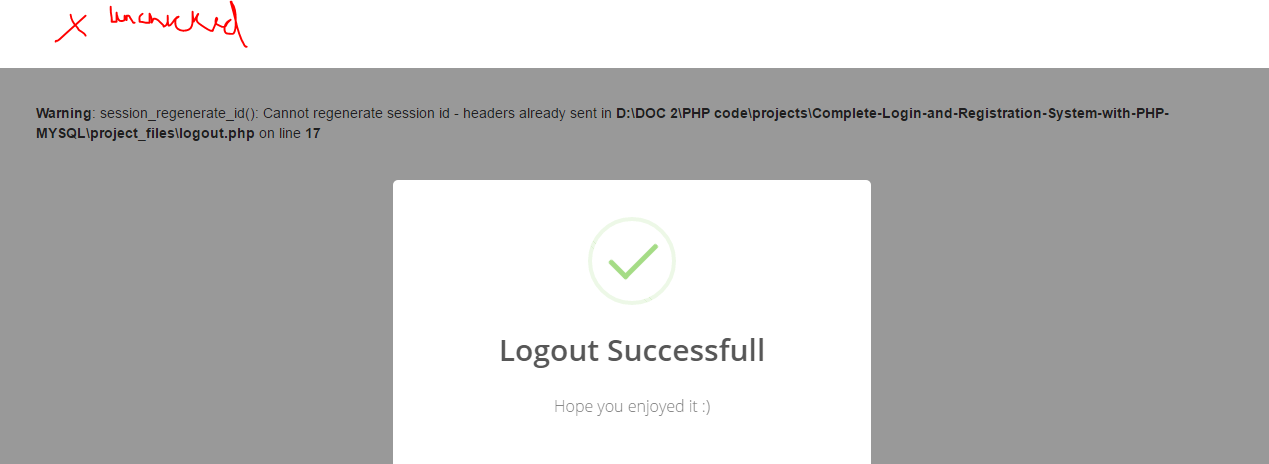 x unchecked
Warning: session_regenerate_id(): Cannot regenerate session id - headers already sent in D:\DOC 2\PHP code\projects\Complete-Login-and-Registration-System-with-PHP-
MYSQL\project_files\logout.php on line 17
Logout Successfull
Hope you enjoyed it :)